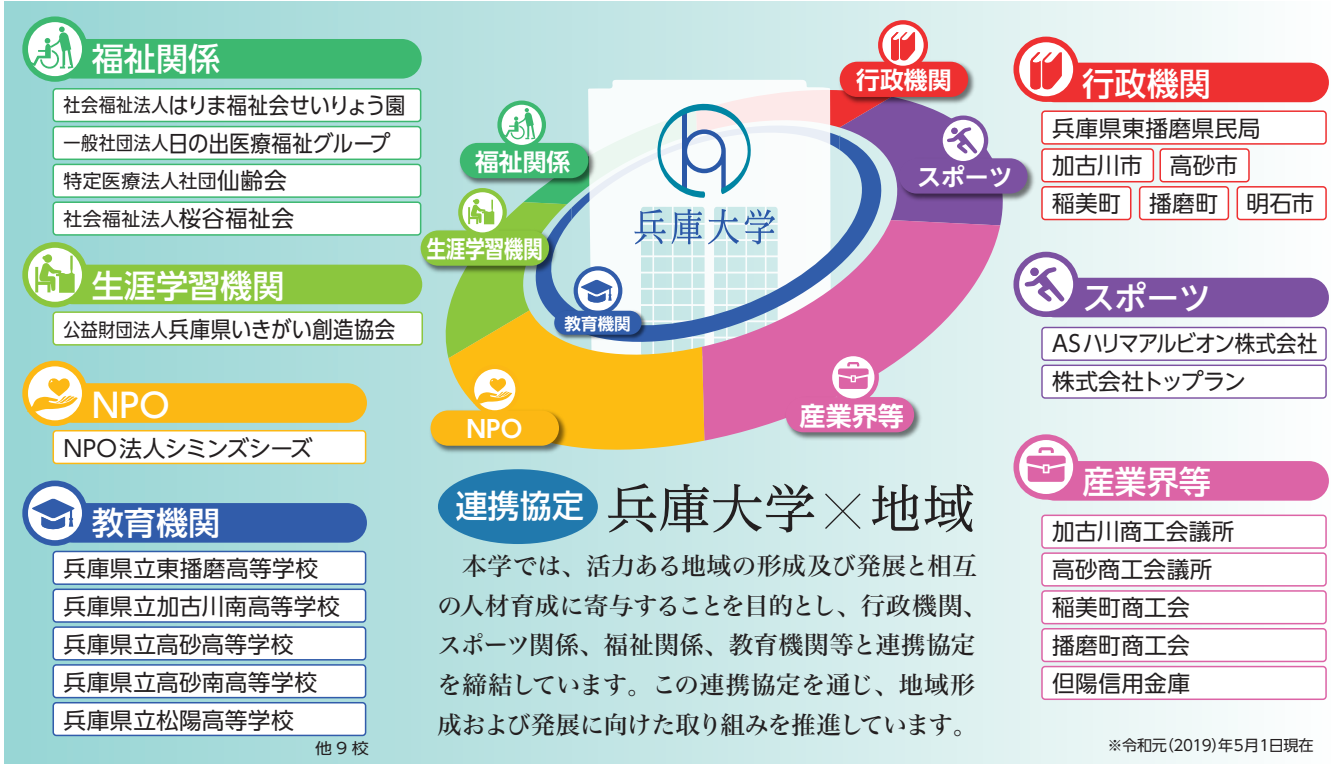 福祉関係
社会福祉法人はりま福祉会せいりょう園
一般社団法人日の出医療福祉グループ
特定医療法人社団仙齢会
社会福祉法人桜谷福祉会
生涯学習機関
公益財団法人兵庫県いきがい創造協会
NPO
NPO法人シミンズシーズ
教育機関
兵庫県立東播磨高等学校
兵庫県立加古川南高等学校
兵庫県立高砂高等学校
兵庫県立高砂南高等学校
兵庫県立松陽高等学校
他9校
行政機関
スポーツ
福祉関係
生涯学習機関
兵庫大学
教育機関
産業界等
NPO
連携協定 兵庫大学×地域
本学では、活力ある地域の形成及び発展と相互
の人材育成に寄与することを目的とし、行政機関、
スポーツ関係、福祉関係、教育機関等と連携協定
を締結しています。この連携協定を通じ、地域形
成および発展に向けた取り組みを推進しています。
行政機関
兵庫県東播磨県民局
加古川市 高砂市
稲美町 播磨町 明石市
スポーツ
ASハリマアルビオン株式会社
株式会社トップラン
産業界等
加古川商工会議所
高砂商工会議所
稲美町商工会
播磨町商工会
但陽信用金庫
※令和元(2019)年5月1日現在